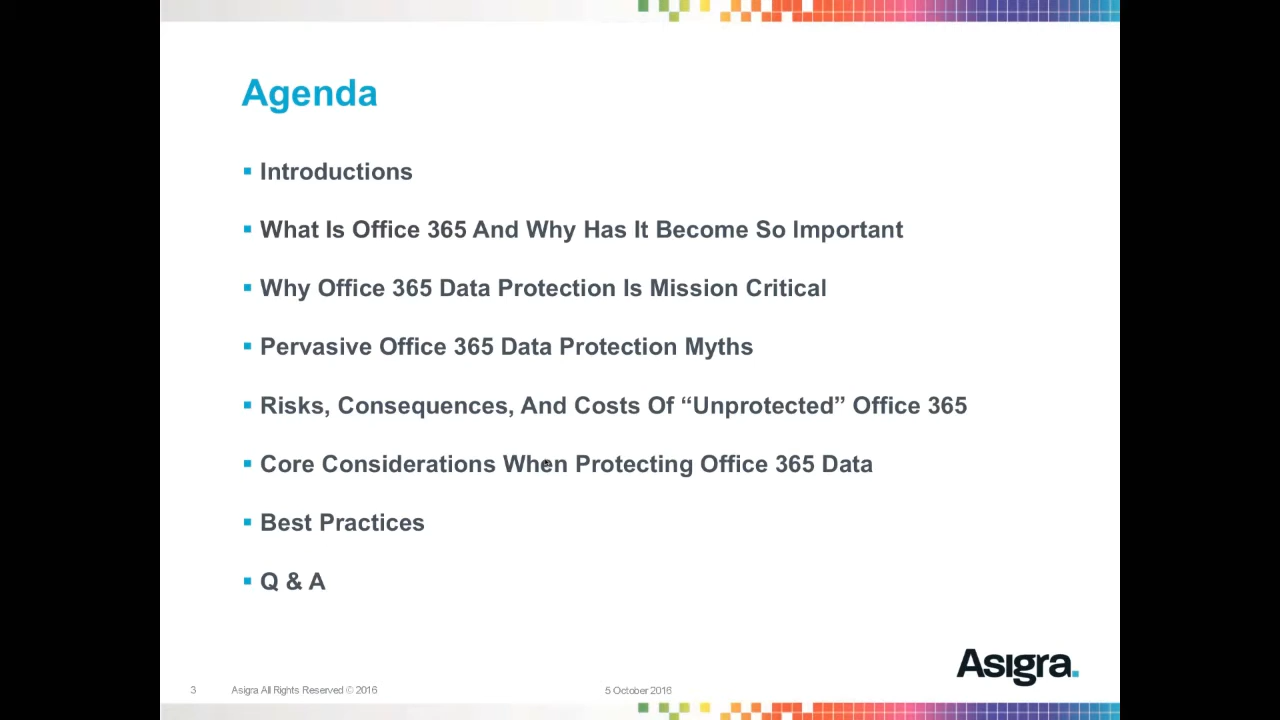 Agenda
Introductions
What Is Office 365 And Why Has It Become So Important
Why Office 365 Data Protection Is Mission Critical
Pervasive Office 365 Data Protection Myths
Risks, Consequences, And Costs Of “Unprotected” Office 365
Core Considerations When Protecting Office 365 Data
Best Practices
Q & A
Asigra.
3 Asigra All Rights Reserved © 2016 5 October 2016